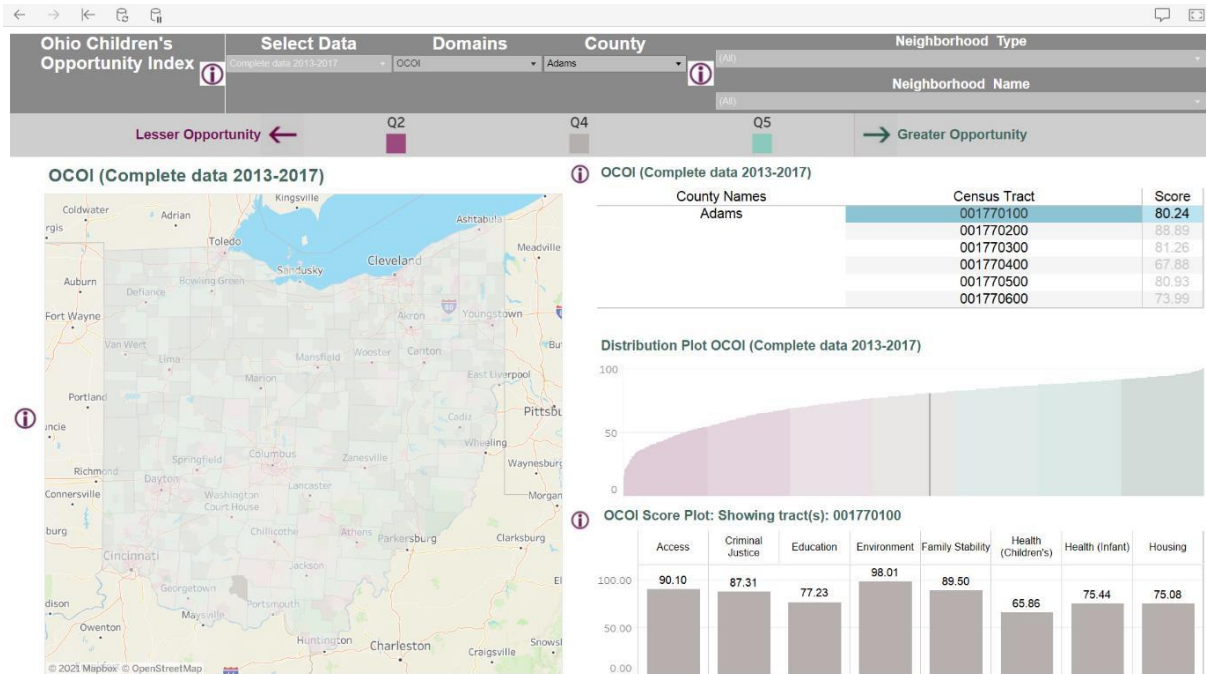 Ohio Children's
Opportunity Index
Select Data
Domains
County
Neighborhood Type
Complete data 2013-2017
OCOI
Adams
(All)
Neighborhood Name
(All)
Lesser Opportunity
Q2
Q4
Q5
Greater Opportunity
OCOI (Complete data 2013-2017)
Kingsville
Coldwater
Adrian
rgis
Ashtabula
Toledo
Meadville
Cleveland
Sandusky
Auburn
Bowling Green
Defiance
Fort Wayne
80
Akron
Youngstown
Van Wert
Lima
Mansfield
Wooster
Canton
Marion
East Liverpool
Portland
Cadiz
Pittsbu
uncie
Wheeling
Springfield
Columbus
Zanesville
Waynesburg
Richmond
Dayton
Lancaster
Connersville
Washington
Court House
Morgan
burg
Chillicothe
Athens
Parkersburg
Clarksburg
Jackson
Cincinnati
Georgetown
Portsmouth
dison
Maysville
Owenton
Huntington
Charleston
Snowsh
Craigsville
© 2021 Mapbox © OpenStreetMap
OCOI (Complete data 2013-2017)
County Names Census Tract Score
Adams 001770100 80.24
001770200 88.89
001770300 81.26
001770400 67.88
001770500 80.93
001770600 73.99
Distribution Plot OCOI (Complete data 2013-2017)
100
50
0
OCOI Score Plot: Showing tract(s): 001770100
Access
Criminal
Justice
Education
Environment
Family Stability
Health
(Children's)
Health (Infant)
Housing
100.00
50.00
0.00
90.10 87.31 77.23 98.01 89.50 65.86 75.44 75.08